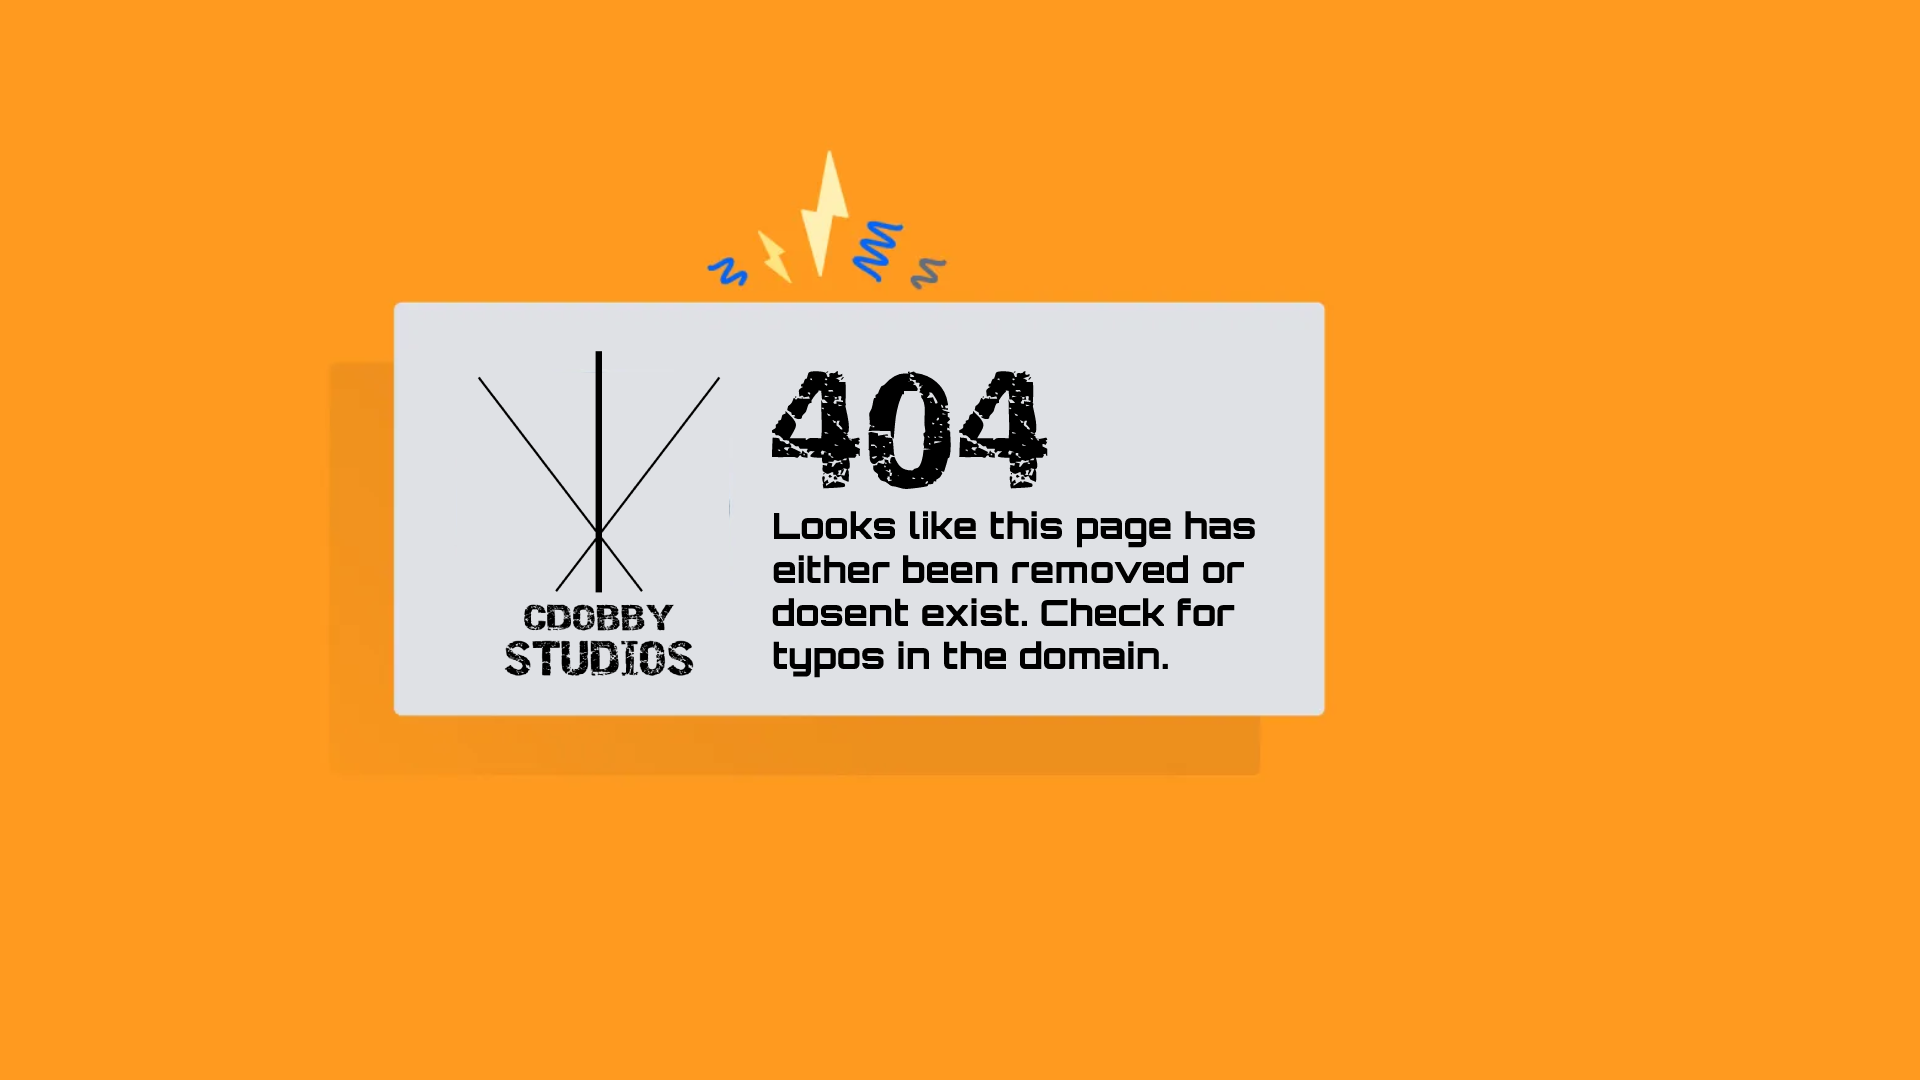 404
Looks like this page has
either been removed or
dosent exist. Check for
typos in the domain.
CDOBBY
STUDIOS